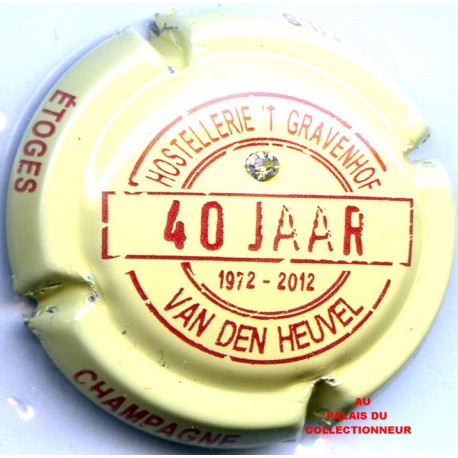 HOSTELLERIE 'T GRAVENHOF
40 JAAR
1972 - 2012
VAN DEN HEUVEL
ÉTOGES
CHAMPAGNE
AU
PALAIS DU
COLLECTIONNEUR